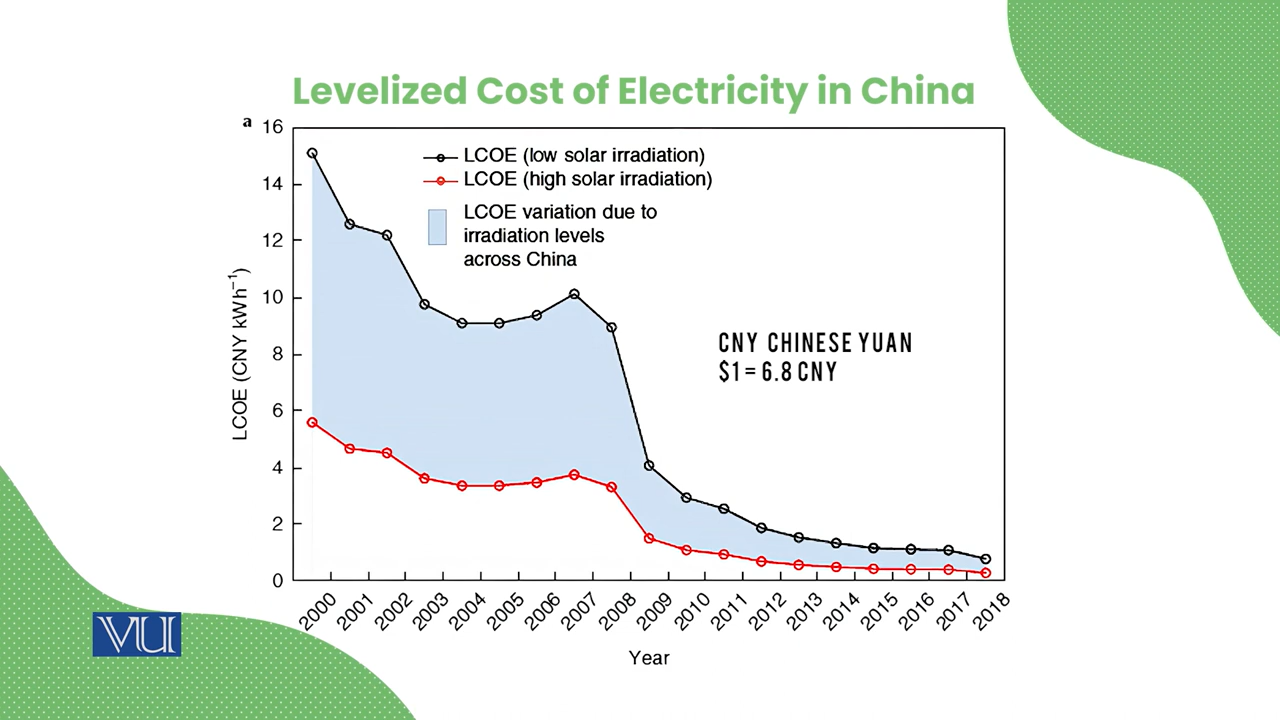 Levelized Cost of Electricity in China
a
16
14
12
10
8
6
4
2
0
LCOE (CNY kWh⁻¹)
LCOE (low solar irradiation)
LCOE (high solar irradiation)
LCOE variation due to
irradiation levels
across China
CNY CHINESE YUAN
$1 = 6.8 CNY
2000
2001
2002
2003
2004
2005
2006
2007
2008
2009
2010
2011
2012
2013
2014
2015
2016
2017
2018
Year
VU